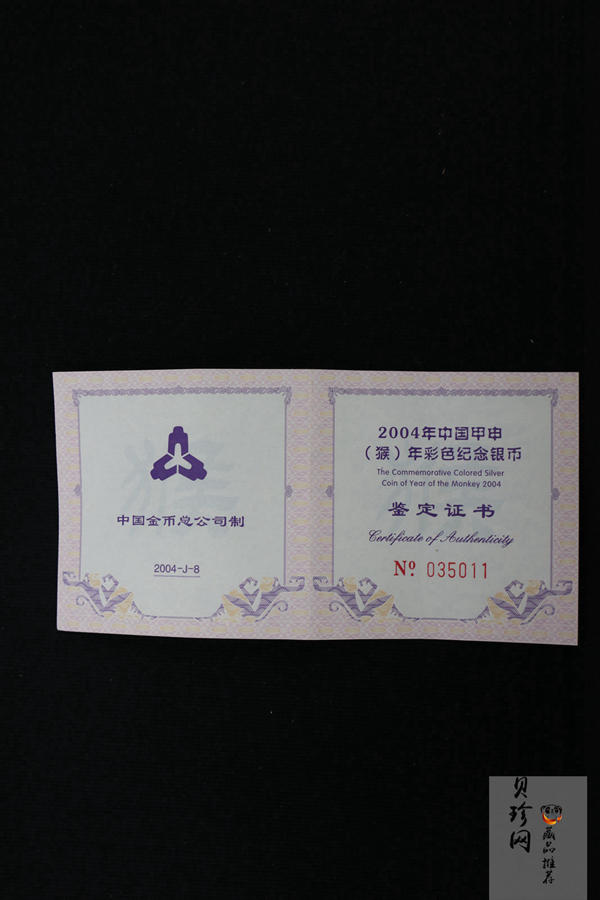 中国金币总公司制
2004-J-8
2004年中国甲申
（猴）年彩色纪念银币
The Commemorative Colored Silver
Coin of Year of the Monkey 2004
鉴定证书
Certificate of Authenticity
Nº 035011
贝珍网
藏品推荐